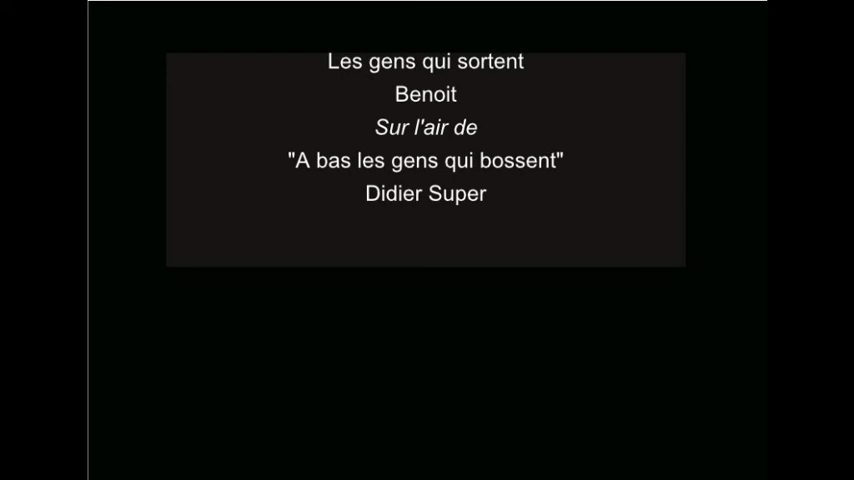 Les gens qui sortent
Benoit
Sur l'air de
"A bas les gens qui bossent"
Didier Super